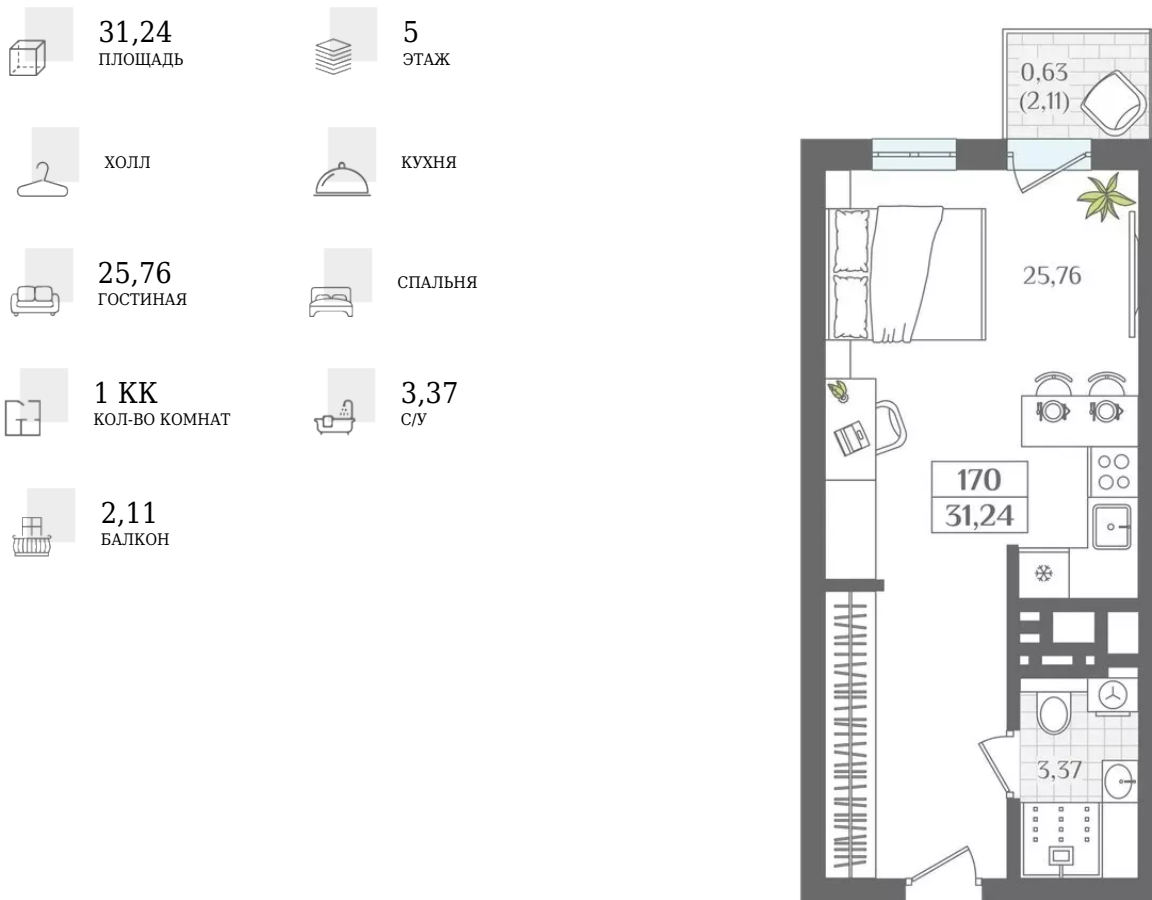 31,24
ПЛОЩАДЬ
5
ЭТАЖ
ХОЛЛ
КУХНЯ
25,76
ГОСТИНАЯ
СПАЛЬНЯ
1 КК
КОЛ-ВО КОМНАТ
3,37
С/У
2,11
БАЛКОН
0,63
(2,11)
25,76
170
31,24
3,37